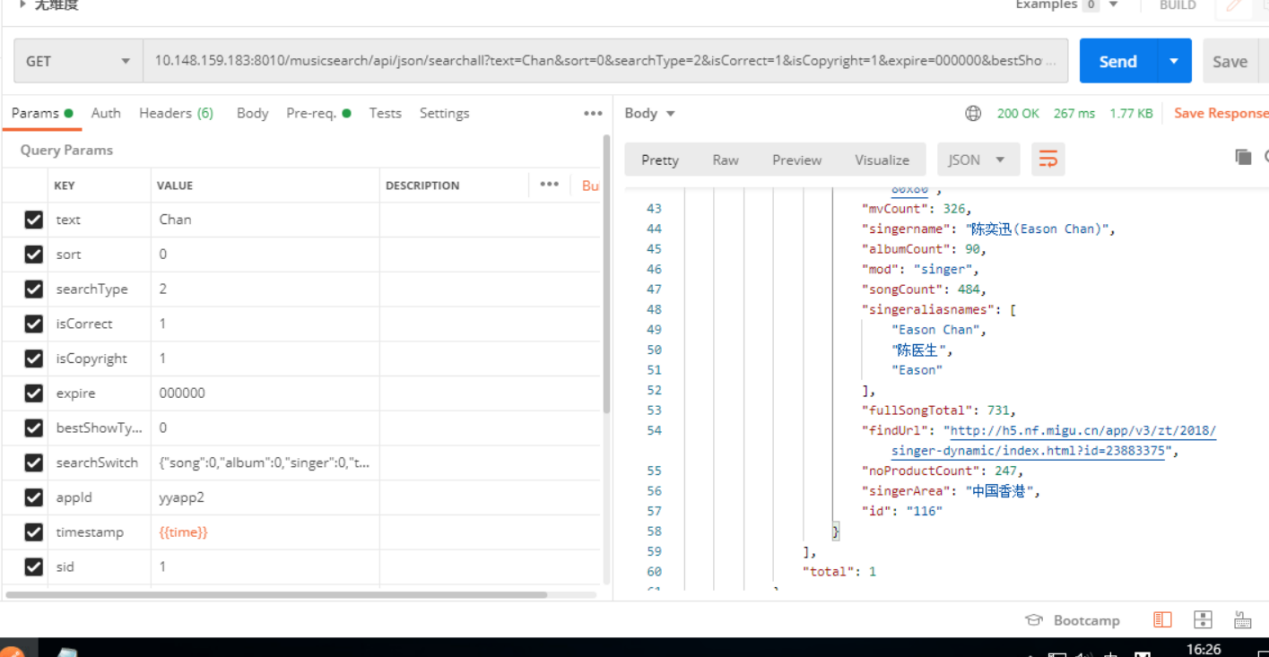 无维度
Examples 0
BUILD
GET
10.148.159.183:8010/musicsearch/api/json/searchall?text=Chan&sort=0&searchType=2&isCorrect=1&isCopyright=1&expire=000000&bestSho ...
Send
Save
Params
Auth
Headers (6)
Body
Pre-req.
Tests
Settings
Query Params
KEY VALUE DESCRIPTION
Bu
text Chan
sort 0
searchType 2
isCorrect 1
isCopyright 1
expire 000000
bestShowTy... 0
searchSwitch {"song":0,"album":0,"singer":0,"t...
appId yyapp2
timestamp {{time}}
sid 1
Body
200 OK 267 ms 1.77 KB Save Response
Pretty Raw Preview Visualize JSON
80x80",
43 "mvCount": 326,
44 "singername": "陈奕迅(Eason Chan)",
45 "albumCount": 90,
46 "mod": "singer",
47 "songCount": 484,
48 "singeraliasnames": [
49 "Eason Chan",
50 "陈医生",
51 "Eason"
52 ],
53 "fullSongTotal": 731,
54 "findUrl": "http://h5.nf.migu.cn/app/v3/zt/2018/
singer-dynamic/index.html?id=23883375",
55 "noProductCount": 247,
56 "singerArea": "中国香港",
57 "id": "116"
58 }
59 ],
60 "total": 1
61
Bootcamp
中
16:26